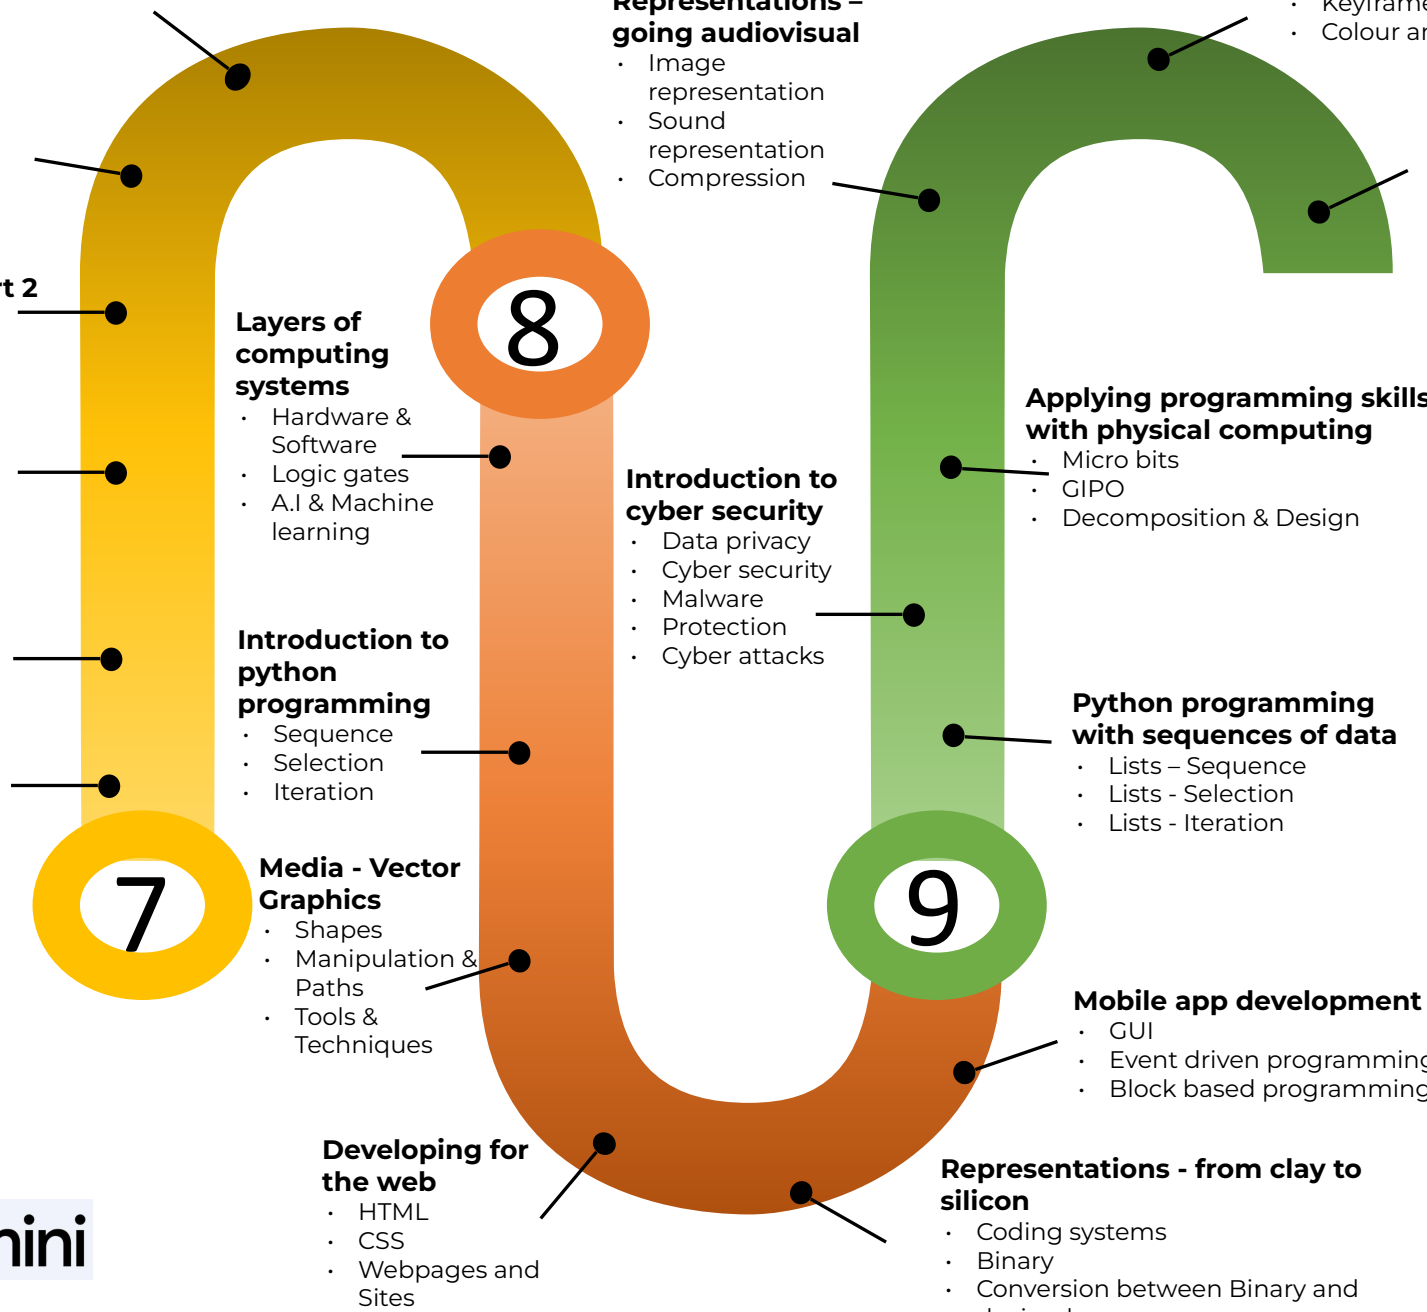 Representations –
going audiovisual
• Image
representation
• Sound
representation
• Compression
• Keyframe
• Colour
8
Layers of
computing
systems
• Hardware &
Software
• Logic gates
• A.I & Machine
learning
Introduction to
cyber security
• Data privacy
• Cyber security
• Malware
• Protection
• Cyber attacks
Applying programming skills
with physical computing
• Micro bits
• GIPO
• Decomposition & Design
Introduction to
python
programming
• Sequence
• Selection
• Iteration
Python programming
with sequences of data
• Lists – Sequence
• Lists - Selection
• Lists - Iteration
7
Media - Vector
Graphics
• Shapes
• Manipulation &
Paths
• Tools &
Techniques
9
Mobile app development
• GUI
• Event driven programming
• Block based programming
Developing for
the web
• HTML
• CSS
• Webpages and
Sites
Representations - from clay to
silicon
• Coding systems
• Binary
• Conversion between Binary and
2